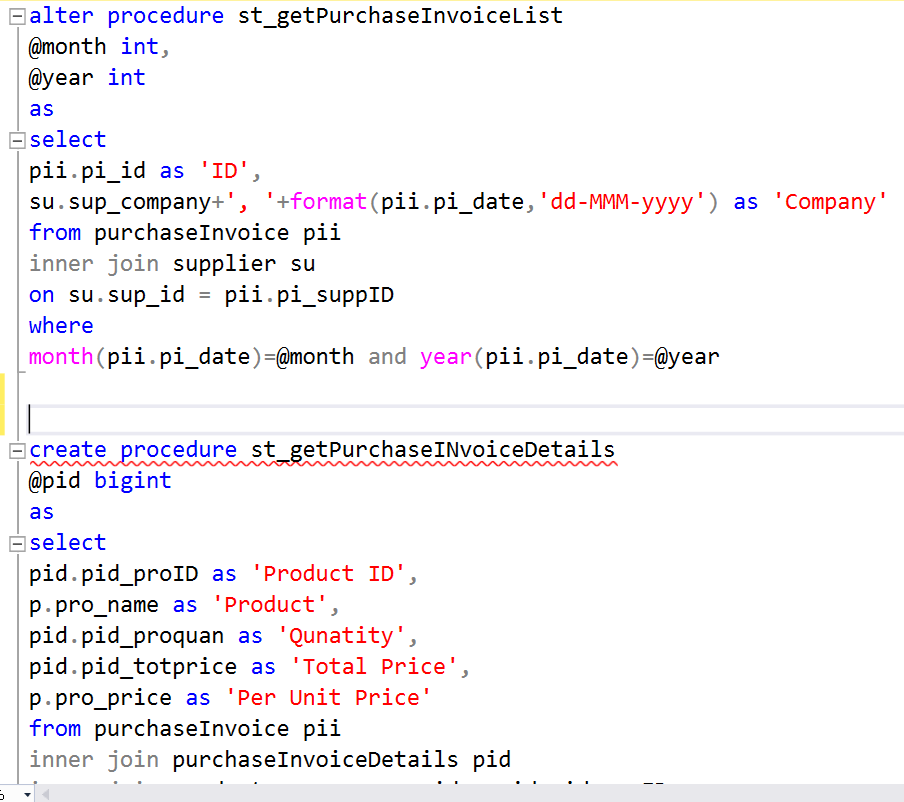 alter procedure st_getPurchaseInvoiceList
@month int,
@year int
as
select
pii.pi_id as 'ID',
su.sup_company+', '+format(pii.pi_date,'dd-MMM-yyyy') as 'Company'
from purchaseInvoice pii
inner join supplier su
on su.sup_id = pii.pi_suppID
where
month(pii.pi_date)=@month and year(pii.pi_date)=@year
create procedure st_getPurchaseINvoiceDetails
@pid bigint
as
select
pid.pid_proID as 'Product ID',
p.pro_name as 'Product',
pid.pid_proquan as 'Qunatity',
pid.pid_totprice as 'Total Price',
p.pro_price as 'Per Unit Price'
from purchaseInvoice pii
inner join purchaseInvoiceDetails pid